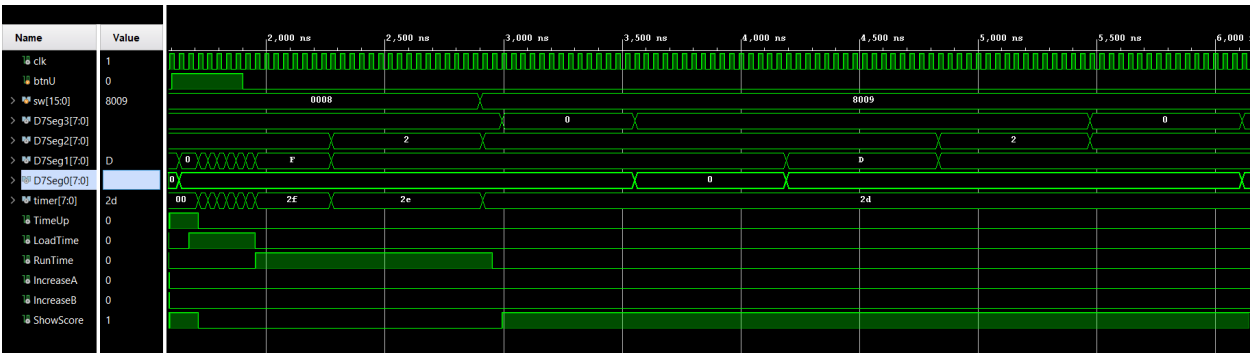 Name Value
2,000 ns 2,500 ns 3,000 ns 3,500 ns 4,000 ns 4,500 ns 5,000 ns 5,500 ns 6,000
clk 1
btnU 0
sw[15:0] 8009 0008 8009
D7Seg3[7:0] 0 0
D7Seg2[7:0] 2 2
D7Seg1[7:0] D 0 F D
D7Seg0[7:0] 0 0
timer[7:0] 2d 00 2f 2e 2d
TimeUp 0
LoadTime 0
RunTime 0
IncreaseA 0
IncreaseB 0
ShowScore 1